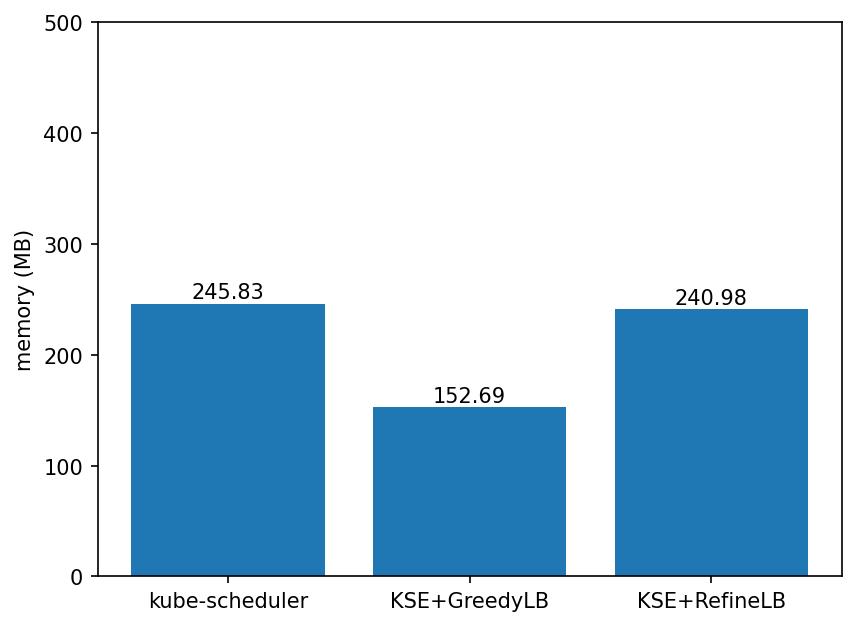 500
400
300
200
100
0
memory (MB)
245.83
152.69
240.98
kube-scheduler
KSE+GreedyLB
KSE+RefineLB